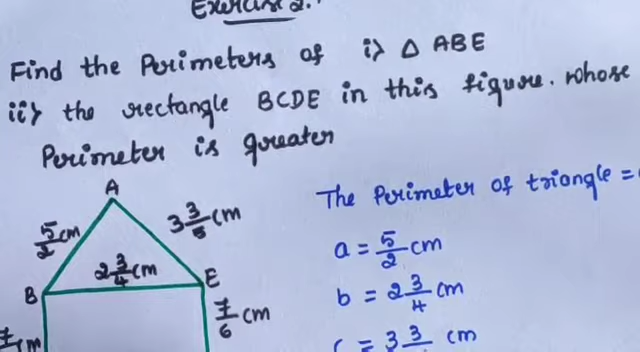 Exercise 2.
Find the Perimeters of i) △ ABE
ii) the rectangle BCDE in this figure. Whose
Perimeter is greater
A
The Perimeter of triangle =
5/2 cm
3 3/5 cm
a = 5/2 cm
2 3/4 cm
B
E
b = 2 3/4 cm
7/6 cm
cm
c = 3 3 cm